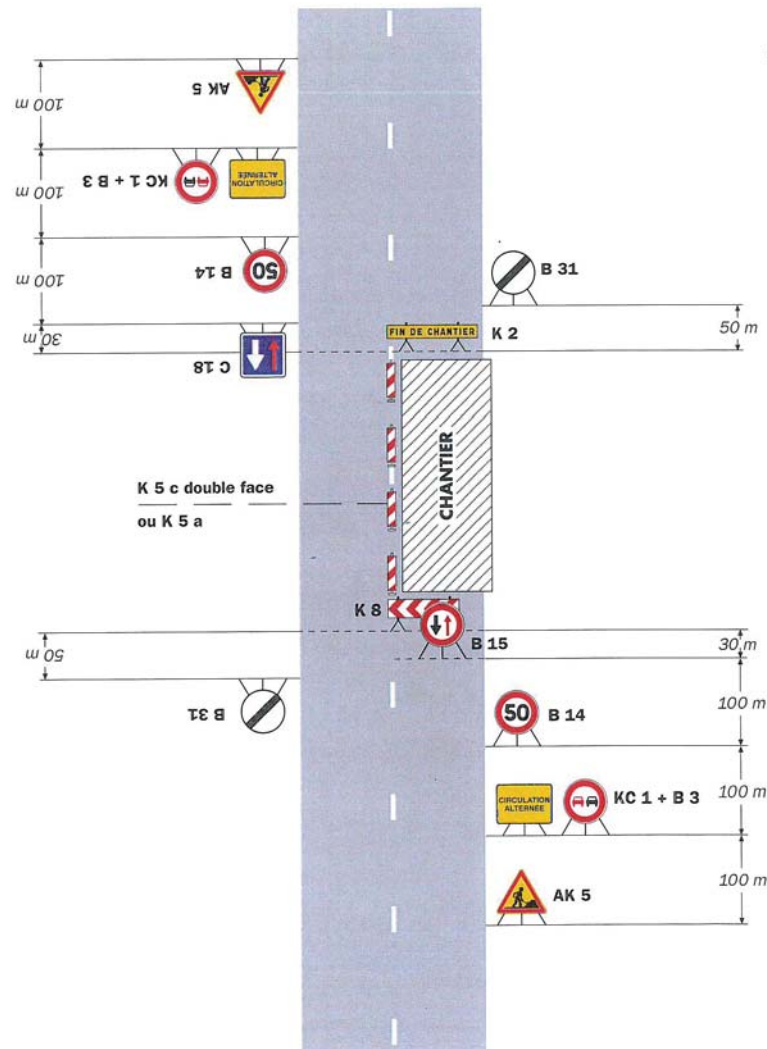 AK 5
100 m
KC 1 + B 3
CIRCULATION
ALTERNÉE
100 m
B 14
50
100 m
C 18
30 m
B 31
50 m
FIN DE CHANTIER
K 2
CHANTIER
K 5 c double face
ou K 5 a
K 8
B 15
30 m
50 m
B 31
50
B 14
100 m
CIRCULATION
ALTERNÉE
KC 1 + B 3
100 m
AK 5
100 m